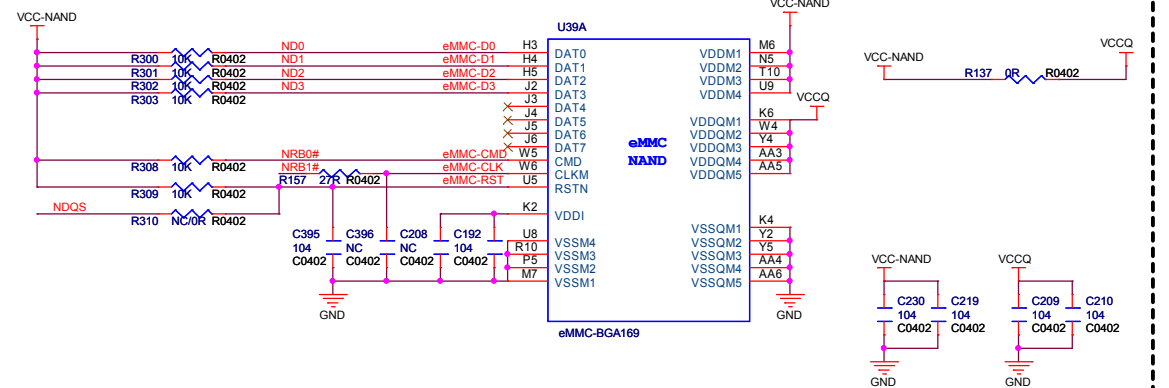 VCC-NAND
VCC-NAND
U39A
R300 10K R0402 ND0 eMMC-D0 H3 DAT0 VDDM1 M6
R301 10K R0402 ND1 eMMC-D1 H4 DAT1 VDDM2 N5
R302 10K R0402 ND2 eMMC-D2 H5 DAT2 VDDM3 T10
R303 10K R0402 ND3 eMMC-D3 J2 DAT3 VDDM4 U9
VCC-NAND R137 0R R0402 VCCQ
J3 DAT4
VCCQ
J4 DAT5 VDDQM1 K6
J5 DAT6 VDDQM2 W4
J6 DAT7 VDDQM3 Y4
eMMC
NAND
R308 10K R0402 NRB0# eMMC-CMD W5 CMD VDDQM4 AA3
NRB1# R157 27R R0402 eMMC-CLK W6 CLKM VDDQM5 AA5
R309 10K R0402 eMMC-RST U5 RSTN
NDQS R310 NC/0R R0402
K2 VDDI
VSSQM1 K4
U8 VSSM4 VSSQM2 Y2
R10 VSSM3 VSSQM3 Y5
P5 VSSM2 VSSQM4 AA4
M7 VSSM1 VSSQM5 AA6
C395 C396 C208 C192
104 NC NC 104
C0402 C0402 C0402 C0402
GND
GND
eMMC-BGA169
VCC-NAND VCCQ
C230 C219 C209 C210
104 104 104 104
C0402 C0402 C0402 C0402
GND GND